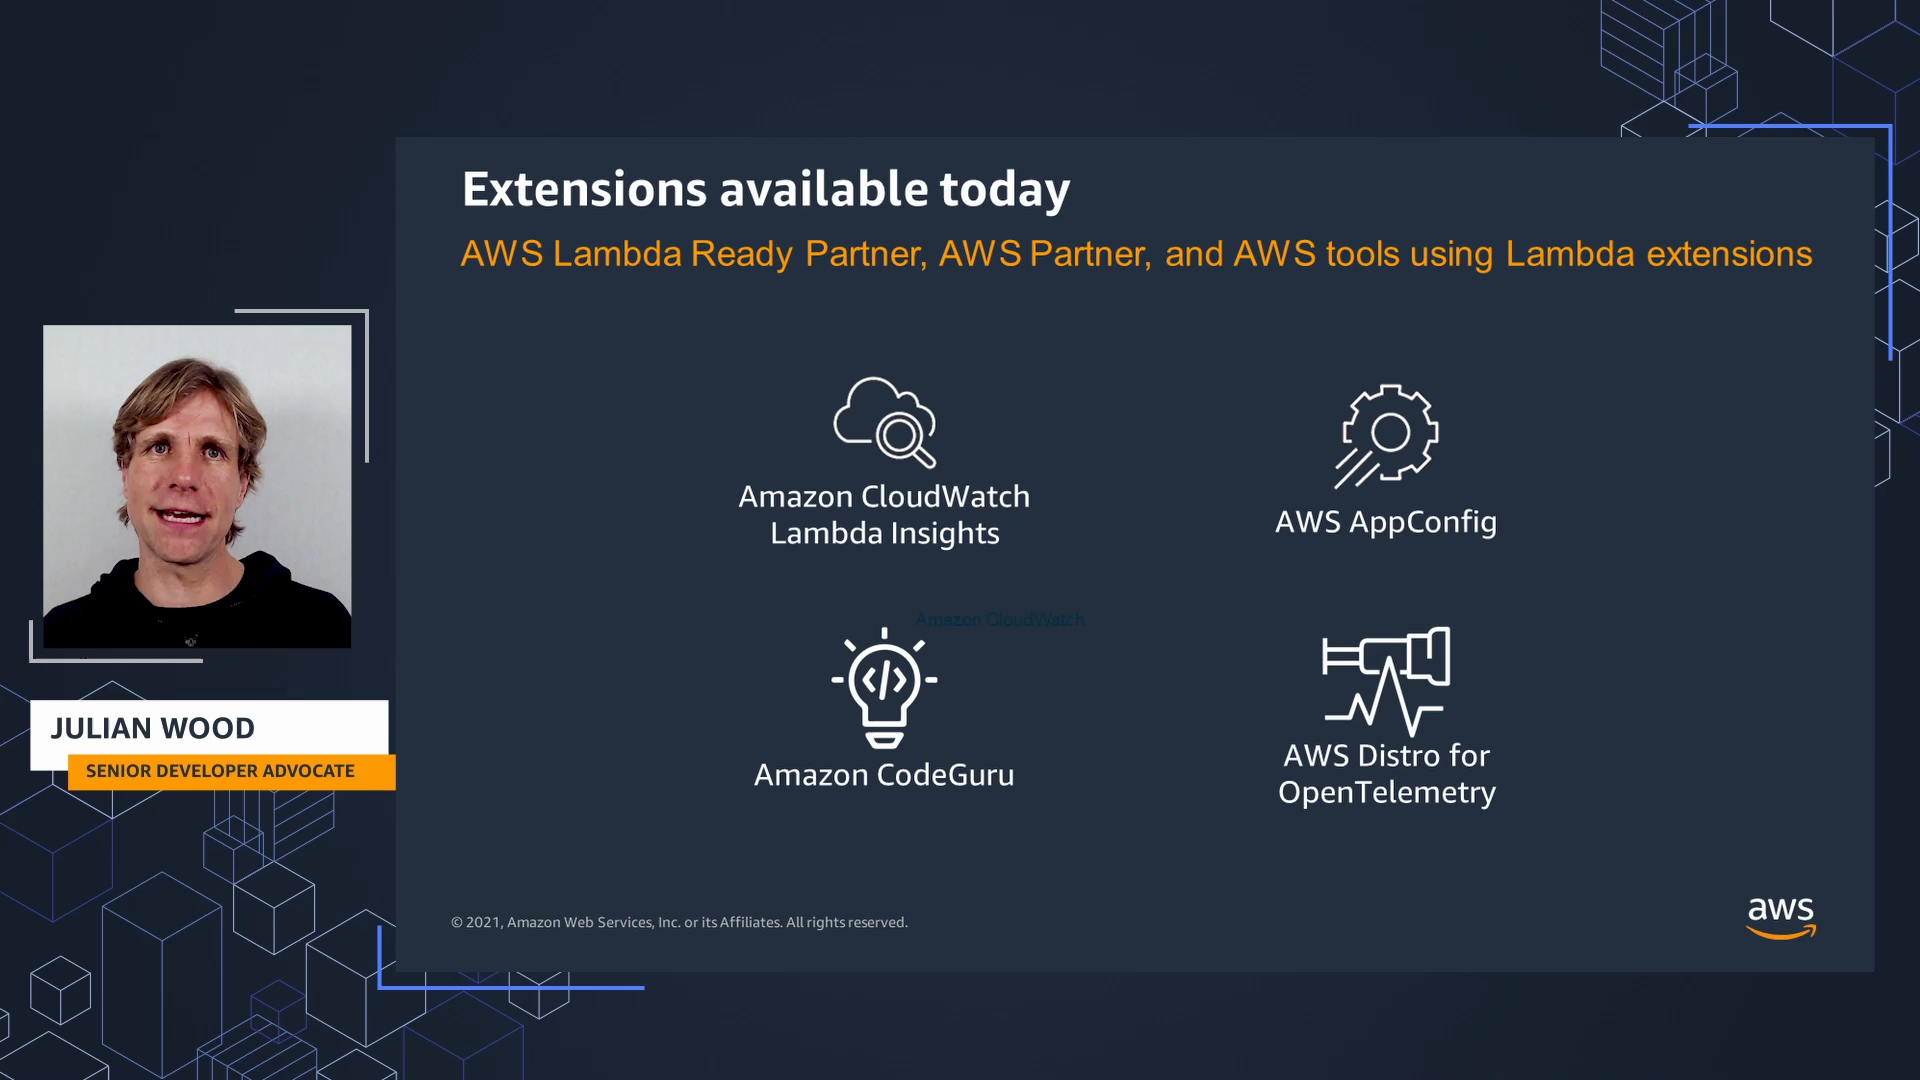 Extensions available today
AWS Lambda Ready Partner, AWS Partner, and AWS tools using Lambda extensions
Amazon CloudWatch
Lambda Insights
AWS AppConfig
Amazon CloudWatch
Amazon CodeGuru
AWS Distro for
OpenTelemetry
JULIAN WOOD
SENIOR DEVELOPER ADVOCATE
© 2021, Amazon Web Services, Inc. or its Affiliates. All rights reserved.
aws